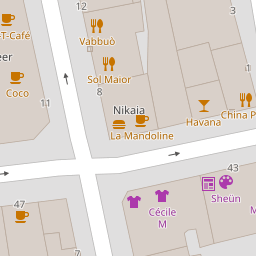 12
3
T-Café
Vabbuò
eer
Sol Maior
Coco
8
11
1
Nikaia
Havana
China P
La Mandoline
43
Cécile
M
Sheün
M
47
7